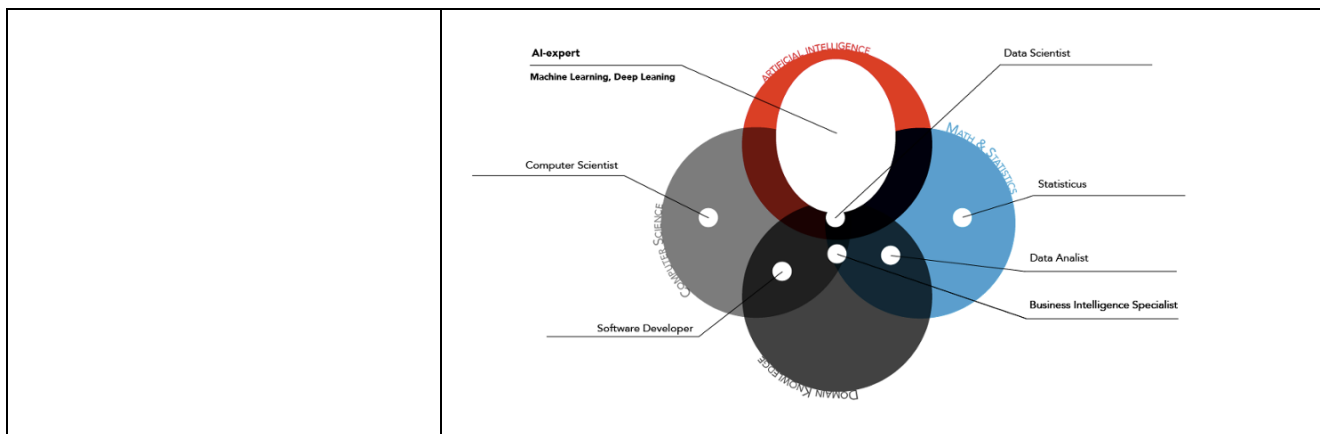 ARTIFICIAL INTELLIGENCE
AI-expert
Data Scientist
Machine Learning, Deep Leaning
MATH & STATISTICS
Computer Scientist
Statisticus
COMPUTER SCIENCE
Data Analist
Business Intelligence Specialist
Software Developer
DOMAIN KNOWLEDGE